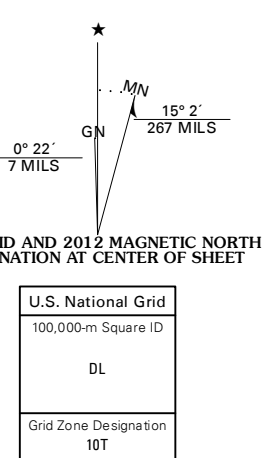 ★
MN
GN
15° 2´
267 MILS
0° 22´
7 MILS
ID AND 2012 MAGNETIC NORTH
NATION AT CENTER OF SHEET
U.S. National Grid
100,000-m Square ID
DL
Grid Zone Designation
10T